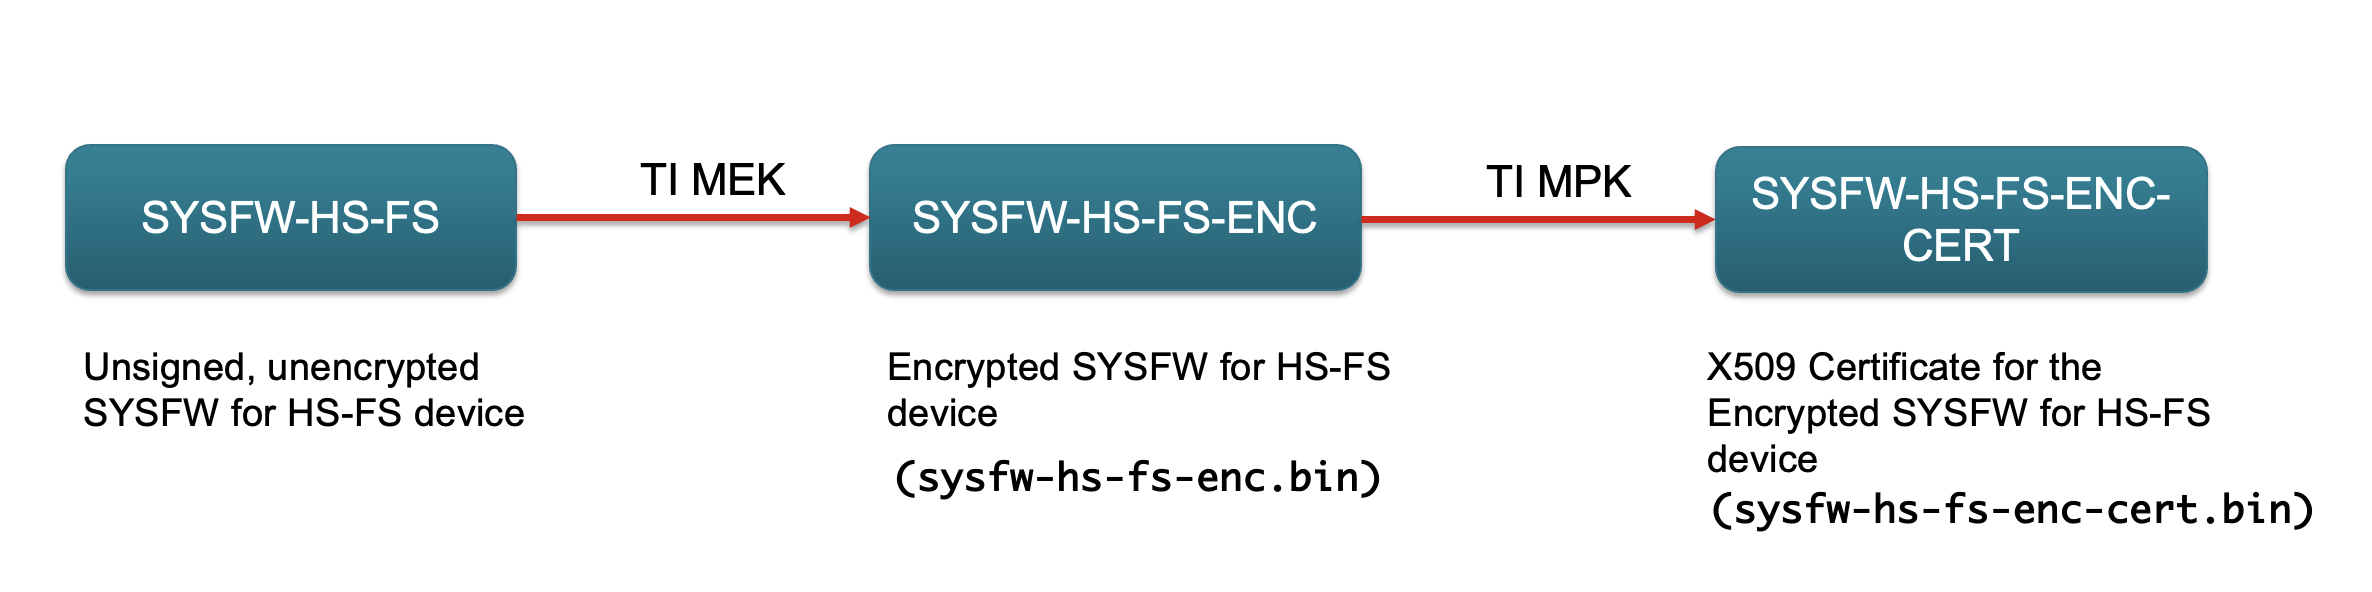 TI MEK
TI MPK
SYSFW-HS-FS
SYSFW-HS-FS-ENC
SYSFW-HS-FS-ENC-
CERT
Unsigned, unencrypted
SYSFW for HS-FS device
Encrypted SYSFW for HS-FS
device
(sysfw-hs-fs-enc.bin)
X509 Certificate for the
Encrypted SYSFW for HS-FS
device
(sysfw-hs-fs-enc-cert.bin)